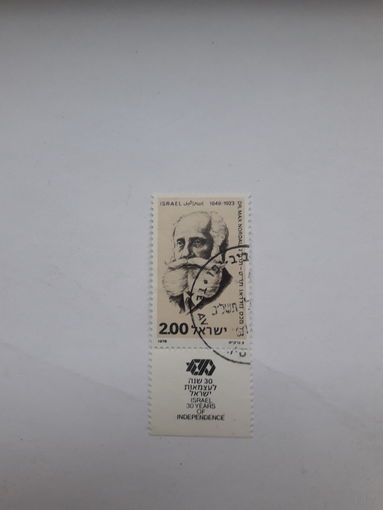 ISRAEL اسرائيل 1849-1923
DR. MAX NORDAU
2.00 ישראל
1978
30 שנה
לעצמאות
ישראל
ISRAEL
30 YEARS
OF
INDEPENDENCE